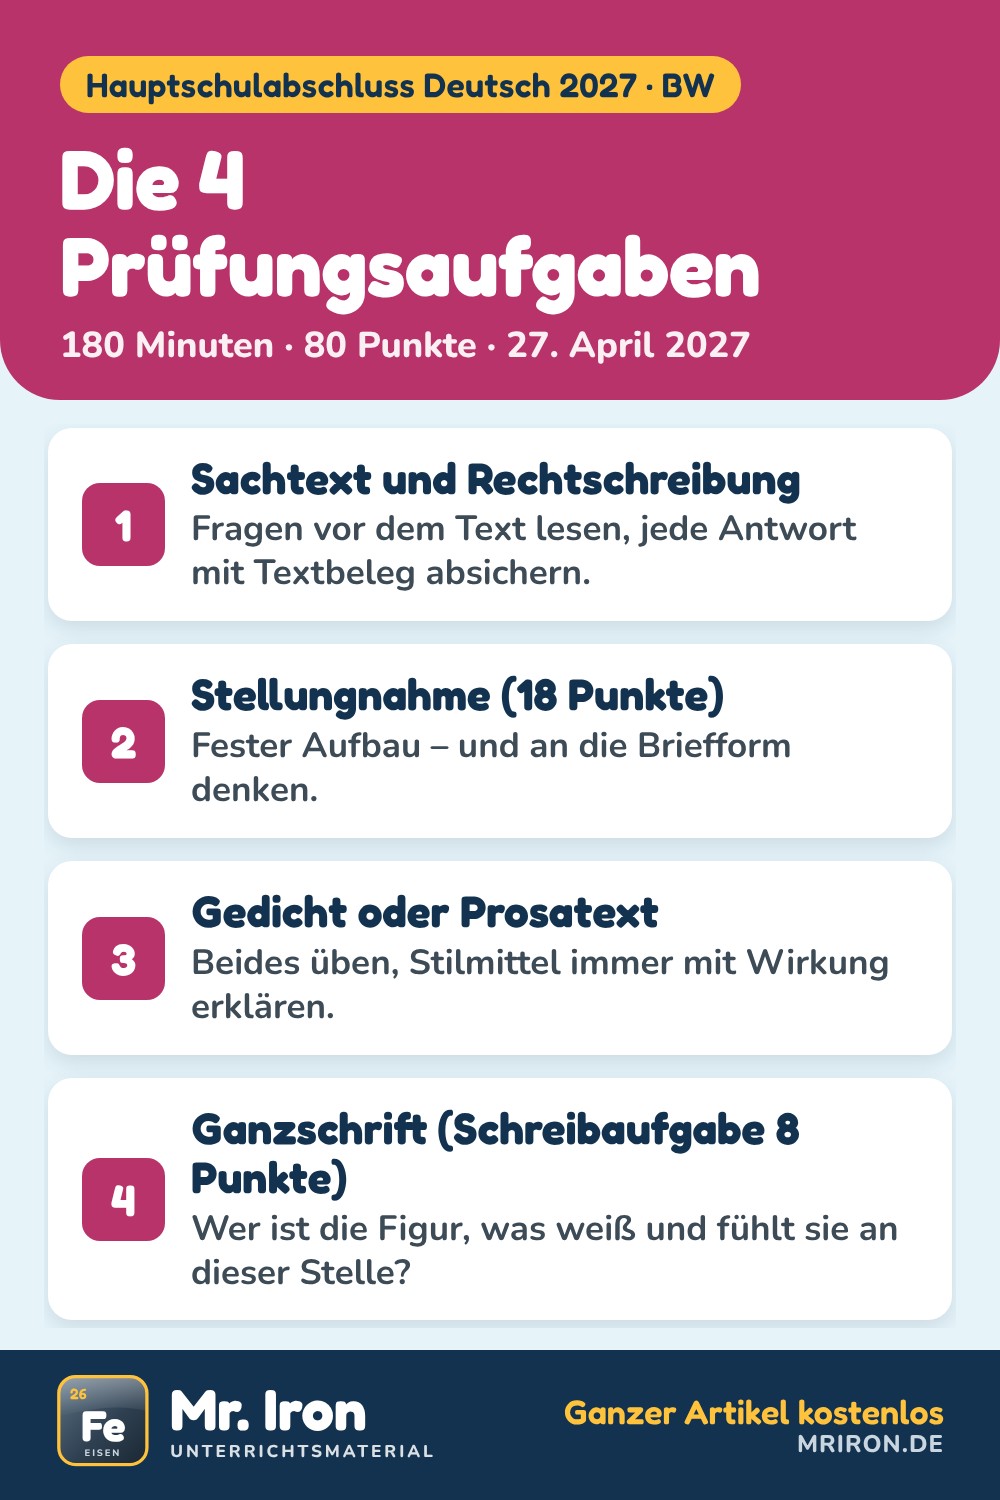 Hauptschulabschluss Deutsch 2027 · BW
Die 4
Prüfungsaufgaben
180 Minuten · 80 Punkte · 27. April 2027
1
Sachtext und Rechtschreibung
Fragen vor dem Text lesen, jede Antwort
mit Textbeleg absichern.
2
Stellungnahme (18 Punkte)
Fester Aufbau – und an die Briefform
denken.
3
Gedicht oder Prosatext
Beides üben, Stilmittel immer mit Wirkung
erklären.
4
Ganzschrift (Schreibaufgabe 8
Punkte)
Wer ist die Figur, was weiß und fühlt sie an
dieser Stelle?
26
Fe
EISEN
Mr. Iron
UNTERRICHTSMATERIAL
Ganzer Artikel kostenlos
MRIRON.DE